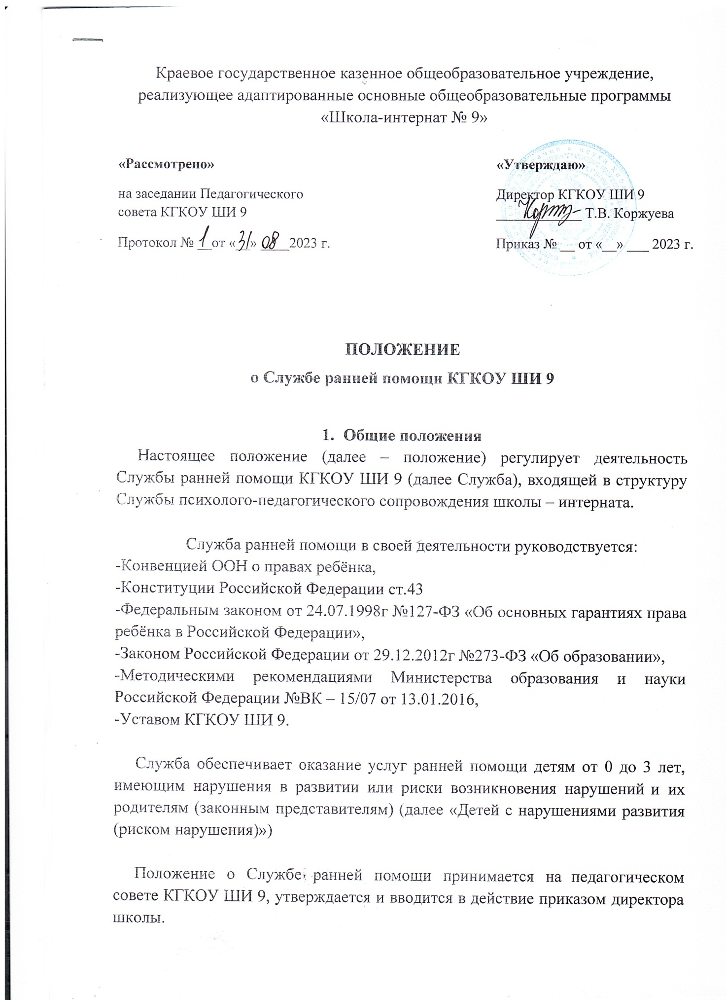 Краевое государственное казенное общеобразовательное учреждение,
реализующее адаптированные основные общеобразовательные программы
«Школа-интернат № 9»
«Рассмотрено»
на заседании Педагогического
совета КГКОУ ШИ 9
Протокол № 1 от «31» 08 2023 г.
«Утверждаю»
Директор КГКОУ ШИ 9
____________ Т.В. Коржуева
Приказ № __ от «__» ___ 2023 г.
ПОЛОЖЕНИЕ
о Службе ранней помощи КГКОУ ШИ 9
1. Общие положения
Настоящее положение (далее – положение) регулирует деятельность
Службы ранней помощи КГКОУ ШИ 9 (далее Служба), входящей в структуру
Службы психолого-педагогического сопровождения школы – интерната.
Служба ранней помощи в своей деятельности руководствуется:
-Конвенцией ООН о правах ребёнка,
-Конституции Российской Федерации ст.43
-Федеральным законом от 24.07.1998г №127-ФЗ «Об основных гарантиях права
ребёнка в Российской Федерации»,
-Законом Российской Федерации от 29.12.2012г №273-ФЗ «Об образовании»,
-Методическими рекомендациями Министерства образования и науки
Российской Федерации №ВК – 15/07 от 13.01.2016,
-Уставом КГКОУ ШИ 9.
Служба обеспечивает оказание услуг ранней помощи детям от 0 до 3 лет,
имеющим нарушения в развитии или риски возникновения нарушений и их
родителям (законным представителям) (далее «Детей с нарушениями развития
(риском нарушения)»)
Положение о Службе ранней помощи принимается на педагогическом
совете КГКОУ ШИ 9, утверждается и вводится в действие приказом директора
школы.